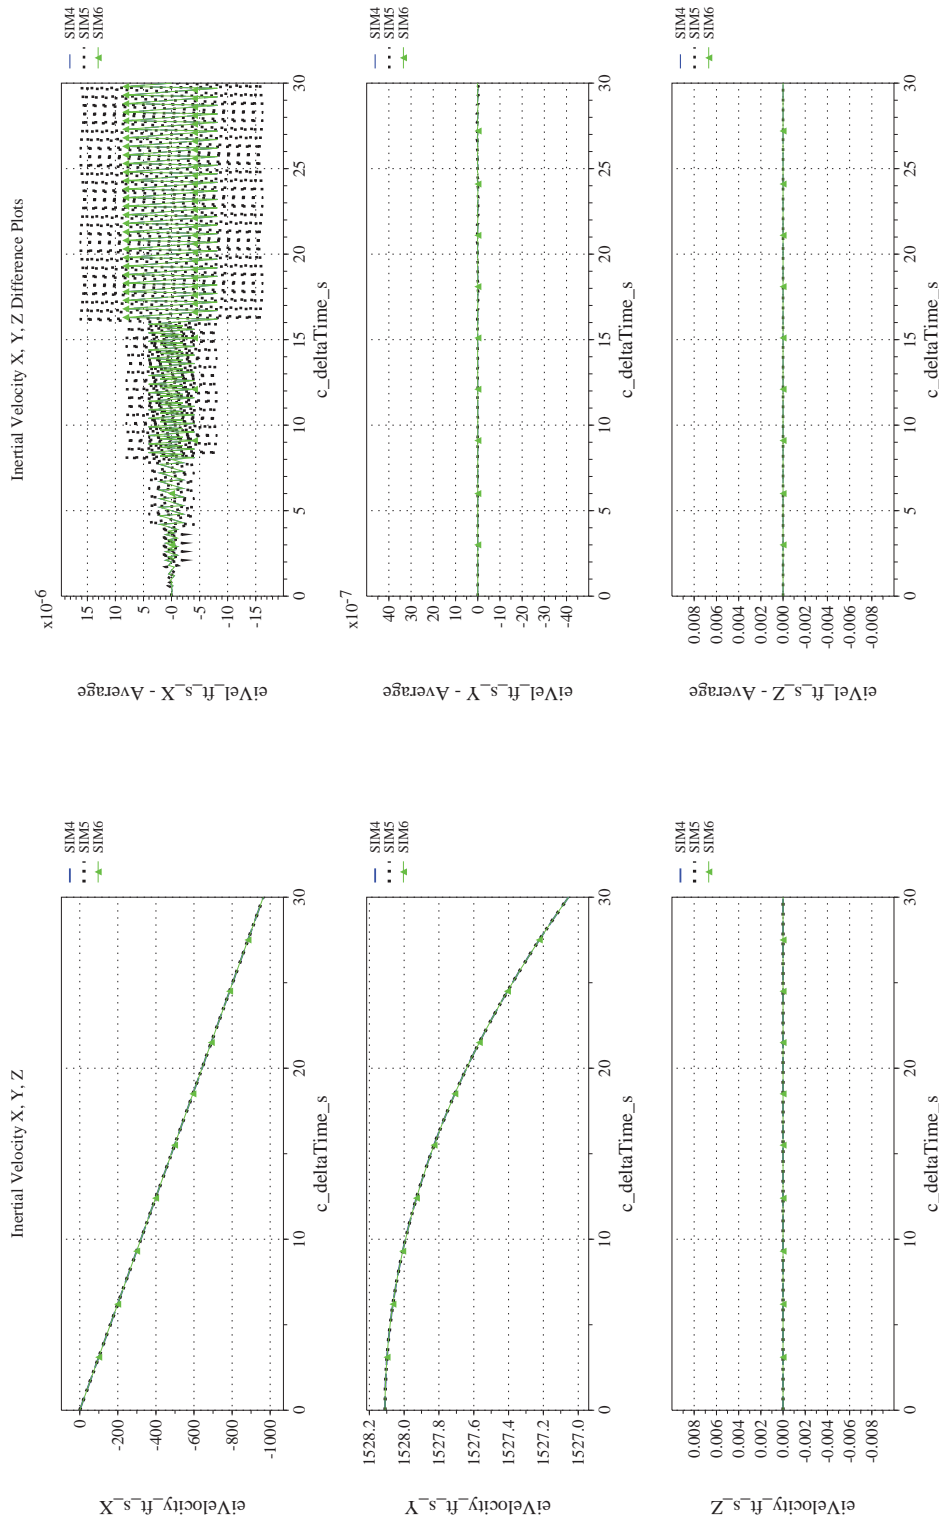 Inertial Velocity X, Y, Z
SIM4
SIM5
SIM6
eiVelocity_ft_s_X
0
-200
-400
-600
-800
-1000
0 10 20 30
c_deltaTime_s
SIM4
SIM5
SIM6
eiVelocity_ft_s_Y
1528.2
1528.0
1527.8
1527.6
1527.4
1527.2
1527.0
0 10 20 30
c_deltaTime_s
SIM4
SIM5
SIM6
eiVelocity_ft_s_Z
0.008
0.006
0.004
0.002
0.000
-0.002
-0.004
-0.006
-0.008
0 10 20 30
c_deltaTime_s
Inertial Velocity X, Y, Z Difference Plots
SIM4
SIM5
SIM6
x10-6
eiVel_ft_s_X - Average
15
10
5
-0
-5
-10
-15
0 5 10 15 20 25 30
c_deltaTime_s
SIM4
SIM5
SIM6
x10-7
eiVel_ft_s_Y - Average
40
30
20
10
0
-10
-20
-30
-40
0 5 10 15 20 25 30
c_deltaTime_s
SIM4
SIM5
SIM6
eiVel_ft_s_Z - Average
0.008
0.006
0.004
0.002
0.000
-0.002
-0.004
-0.006
-0.008
0 5 10 15 20 25 30
c_deltaTime_s